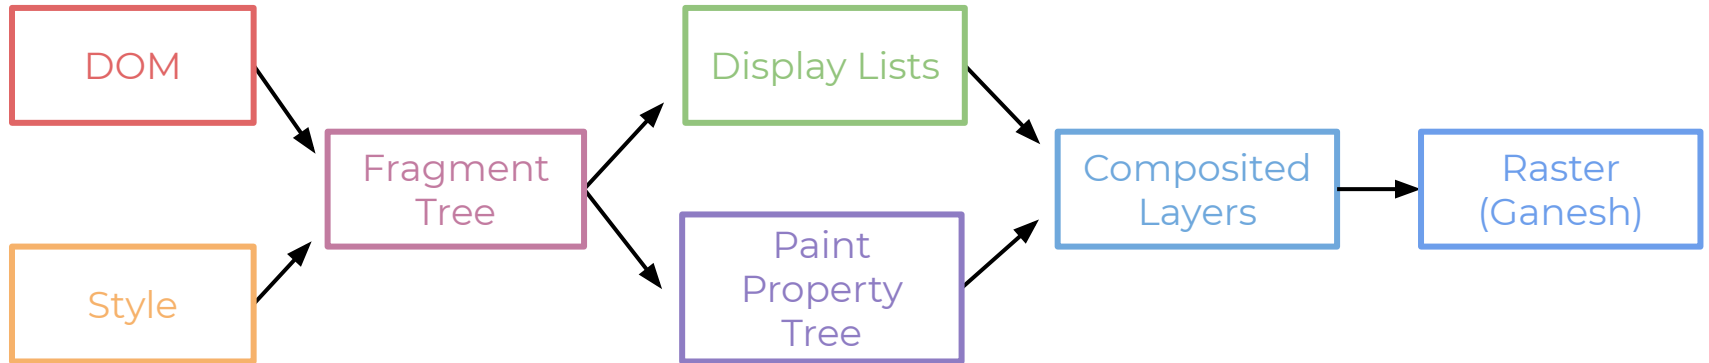 DOM
Style
Fragment
Tree
Display Lists
Paint
Property
Tree
Composited
Layers
Raster
(Ganesh)